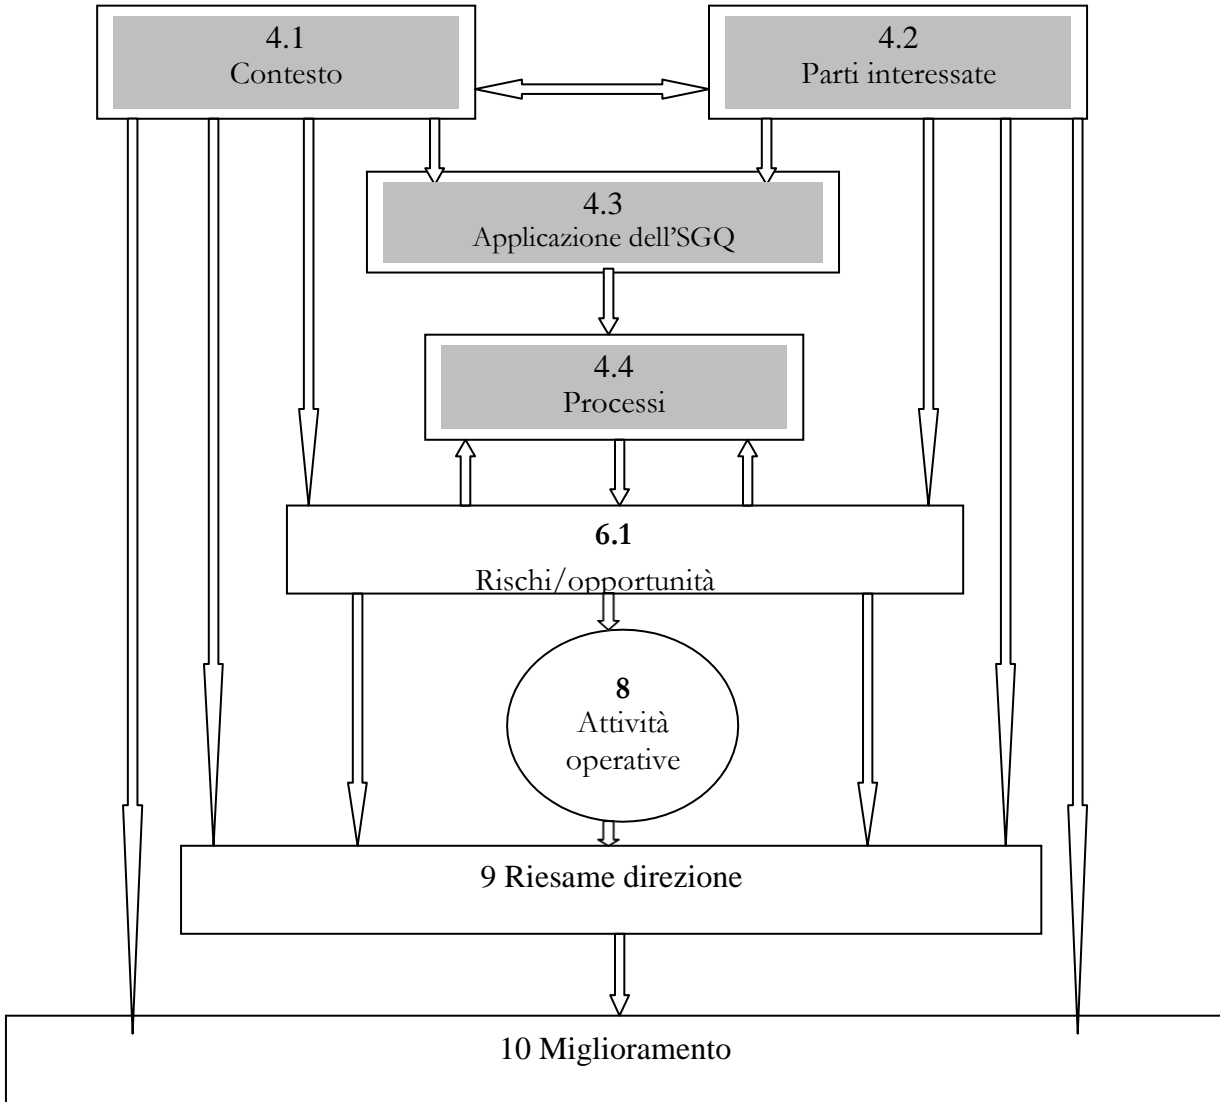 4.1
Contesto
4.2
Parti interessate
4.3
Applicazione dell’SGQ
4.4
Processi
6.1
Rischi/opportunità
8
Attività
operative
9 Riesame direzione
10 Miglioramento